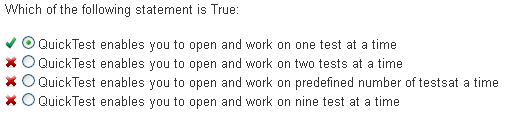 Which of the following statement is True:
QuickTest enables you to open and work on one test at a time
QuickTest enables you to open and work on two tests at a time
QuickTest enables you to open and work on predefined number of testsat a time
QuickTest enables you to open and work on nine test at a time